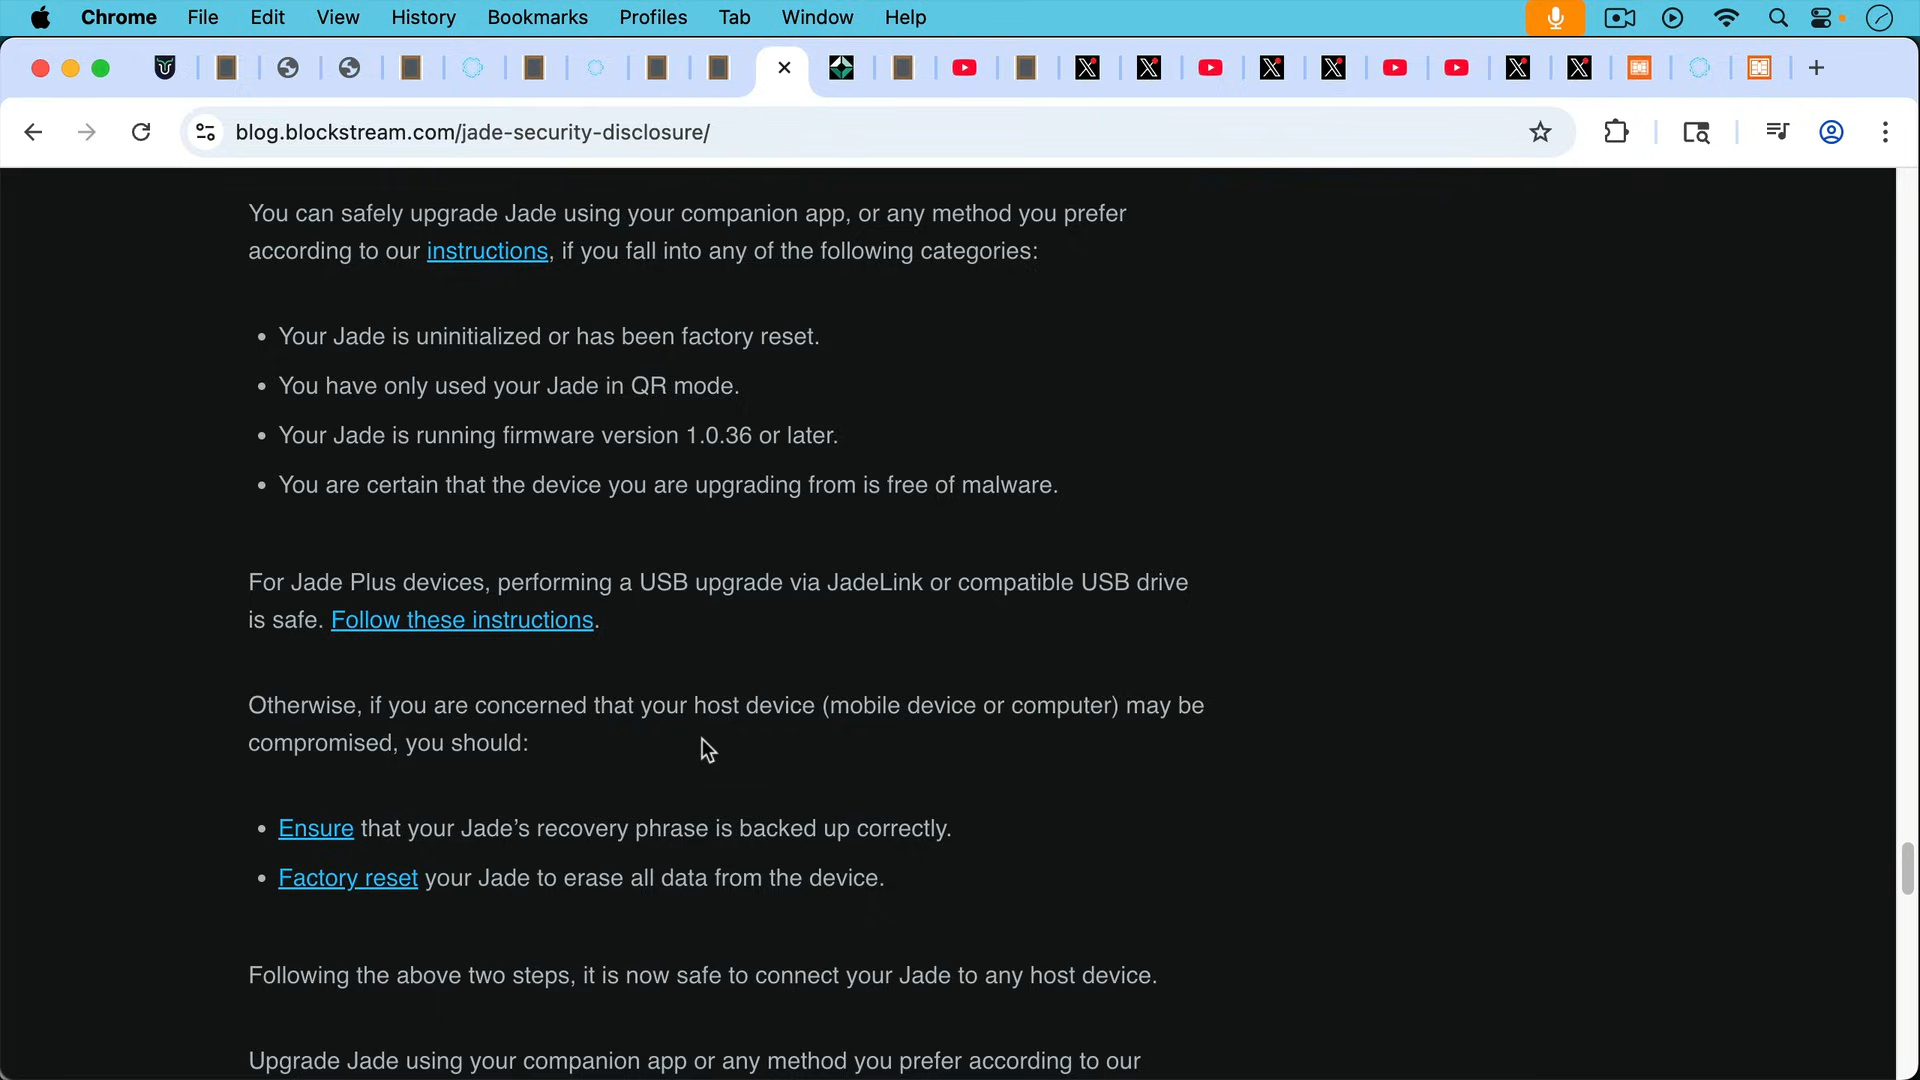 Chrome File Edit View History Bookmarks Profiles Tab Window Help
blog.blockstream.com/jade-security-disclosure/
You can safely upgrade Jade using your companion app, or any method you prefer
according to our instructions, if you fall into any of the following categories:
• Your Jade is uninitialized or has been factory reset.
• You have only used your Jade in QR mode.
• Your Jade is running firmware version 1.0.36 or later.
• You are certain that the device you are upgrading from is free of malware.
For Jade Plus devices, performing a USB upgrade via JadeLink or compatible USB drive
is safe. Follow these instructions.
Otherwise, if you are concerned that your host device (mobile device or computer) may be
compromised, you should:
• Ensure that your Jade’s recovery phrase is backed up correctly.
• Factory reset your Jade to erase all data from the device.
Following the above two steps, it is now safe to connect your Jade to any host device.
Upgrade Jade using your companion app or any method you prefer according to our